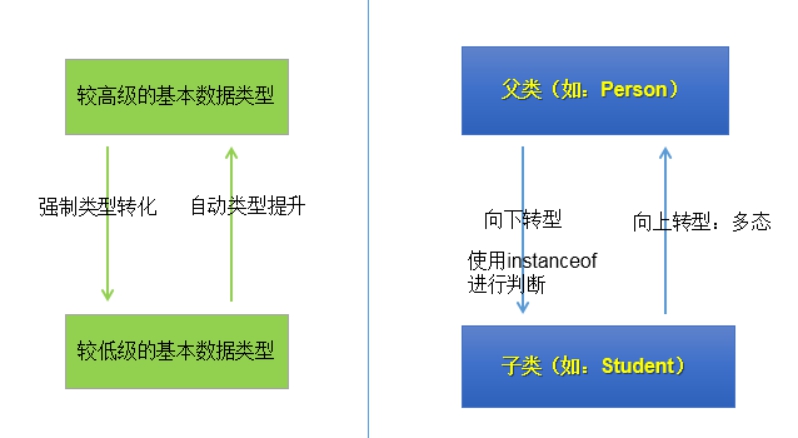 较高级的基本数据类型
强制类型转化
自动类型提升
较低级的基本数据类型
父类（如：Person）
向下转型
使用instanceof
进行判断
向上转型：多态
子类（如：Student）